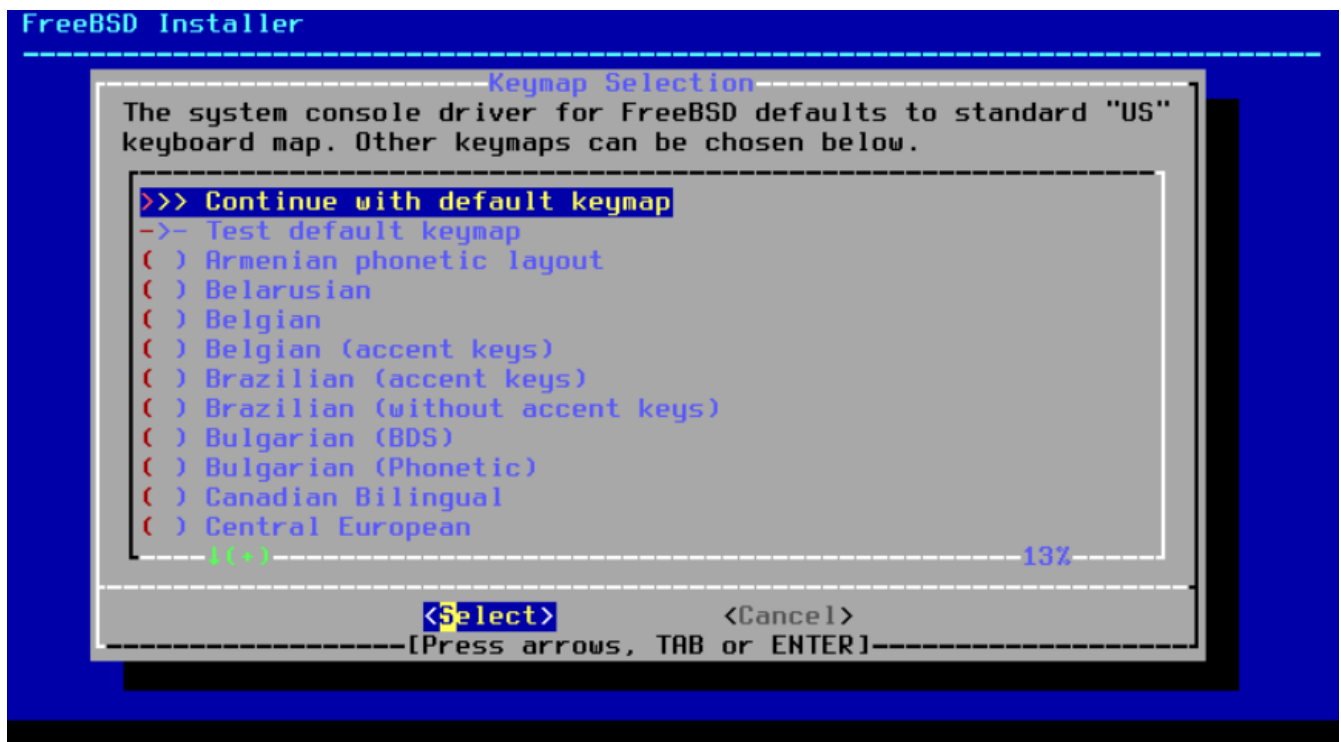 FreeBSD Installer
Keymap Selection
The system console driver for FreeBSD defaults to standard "US"
keyboard map. Other keymaps can be chosen below.
>>> Continue with default keymap
->- Test default keymap
( ) Armenian phonetic layout
( ) Belarusian
( ) Belgian
( ) Belgian (accent keys)
( ) Brazilian (accent keys)
( ) Brazilian (without accent keys)
( ) Bulgarian (BDS)
( ) Bulgarian (Phonetic)
( ) Canadian Bilingual
( ) Central European
↓(+) 13%
<Select> <Cancel>
[Press arrows, TAB or ENTER]